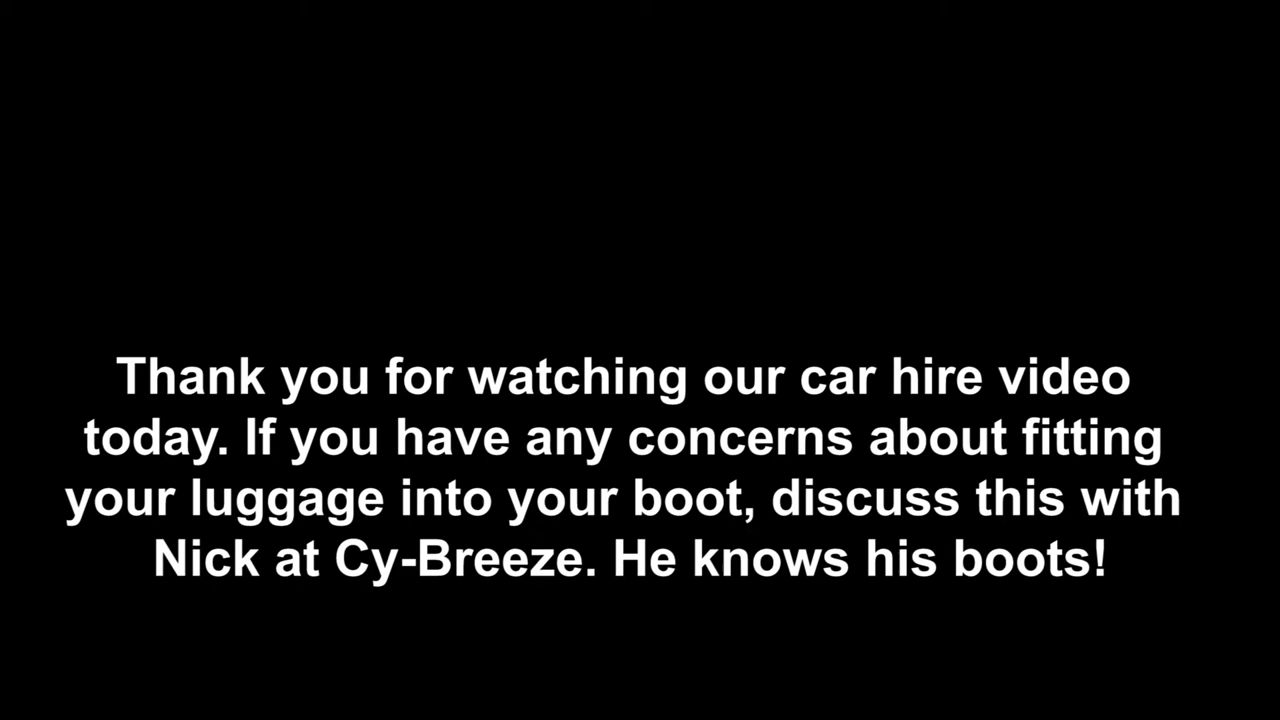 Thank you for watching our car hire video
today. If you have any concerns about fitting
your luggage into your boot, discuss this with
Nick at Cy-Breeze. He knows his boots!